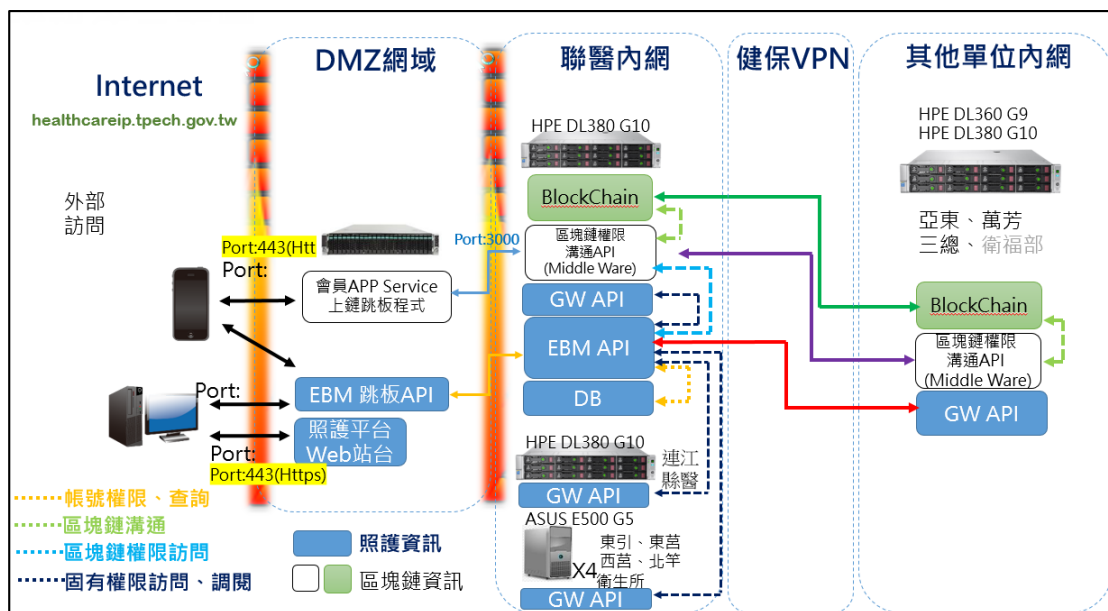 Internet
healthcareip.tpech.gov.tw
外部
訪問
DMZ網域
Port:443(Htt
Port:
會員APP Service
上鏈跳板程式
Port:
EBM 跳板API
照護平台
Web站台
Port:
Port:443(Https)
聯醫內網
HPE DL380 G10
BlockChain
Port:3000
區塊鏈權限
溝通API
(Middle Ware)
GW API
EBM API
DB
HPE DL380 G10
連江
縣醫
GW API
ASUS E500 G5
X4
東引、東莒
西莒、北竿
衛生所
GW API
健保VPN
其他單位內網
HPE DL360 G9
HPE DL380 G10
亞東、萬芳
三總、衛福部
BlockChain
區塊鏈權限
溝通API
(Middle Ware)
GW API
帳號權限、查詢
區塊鏈溝通
區塊鏈權限訪問
固有權限訪問、調閱
照護資訊
區塊鏈資訊